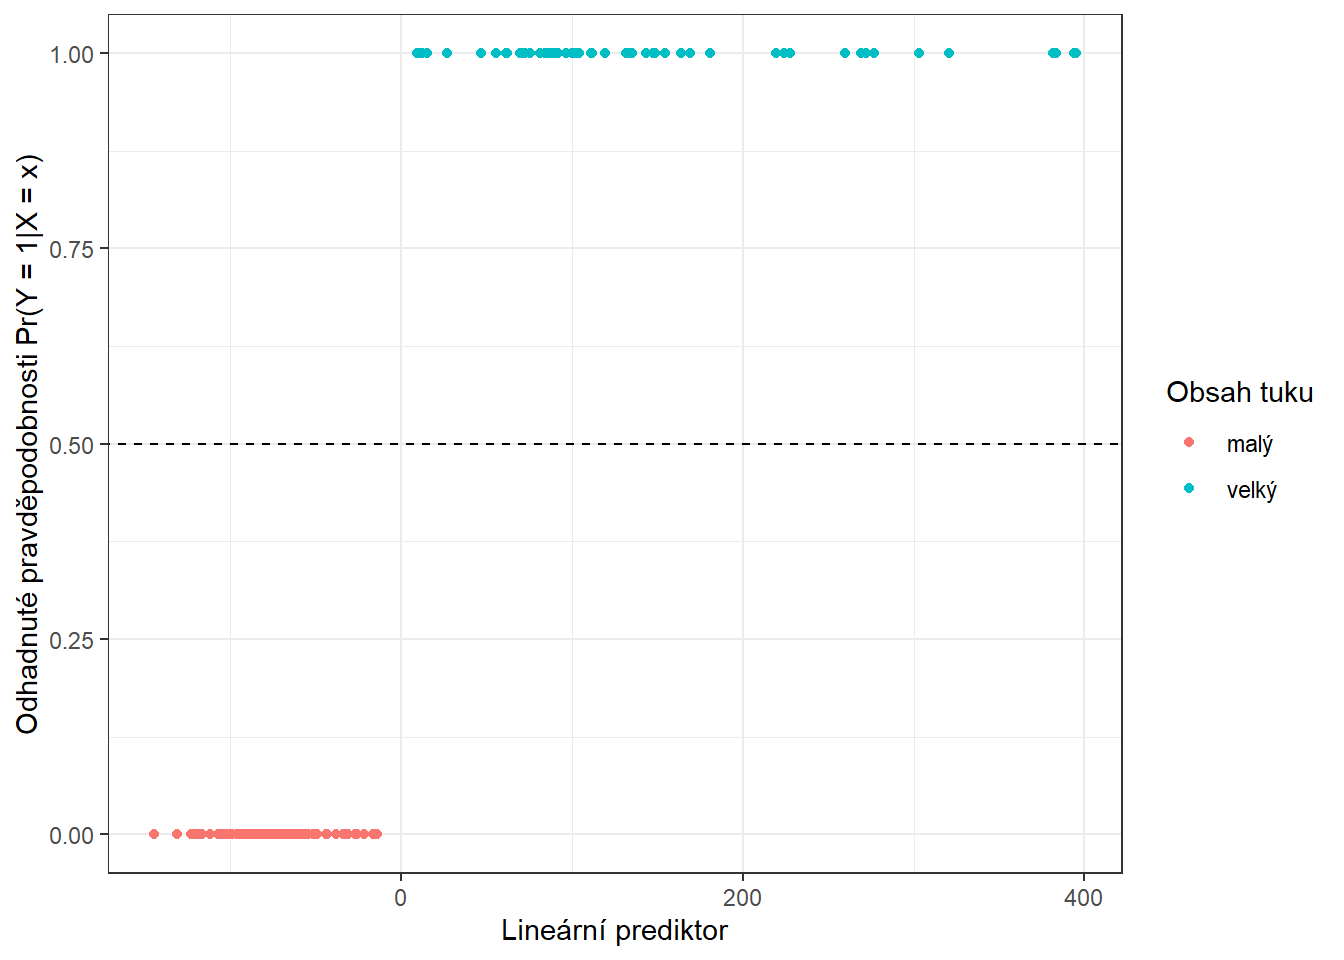 Odhadnuté pravděpodobnosti Pr(Y = 1|X = x)
1.00
0.75
0.50
0.25
0.00
0
200
400
Lineární prediktor
Obsah tuku
malý
velký